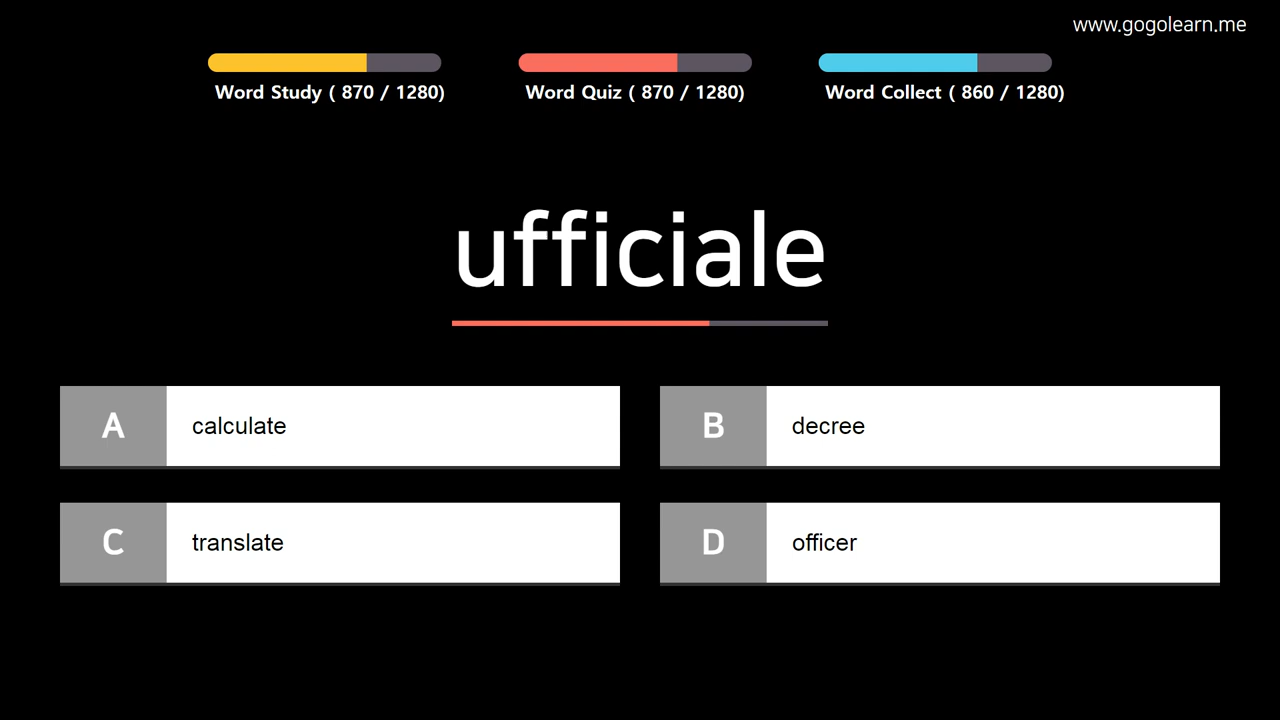 www.gogolearn.me
Word Study ( 870 / 1280)
Word Quiz ( 870 / 1280)
Word Collect ( 860 / 1280)
ufficiale
A calculate
B decree
C translate
D officer